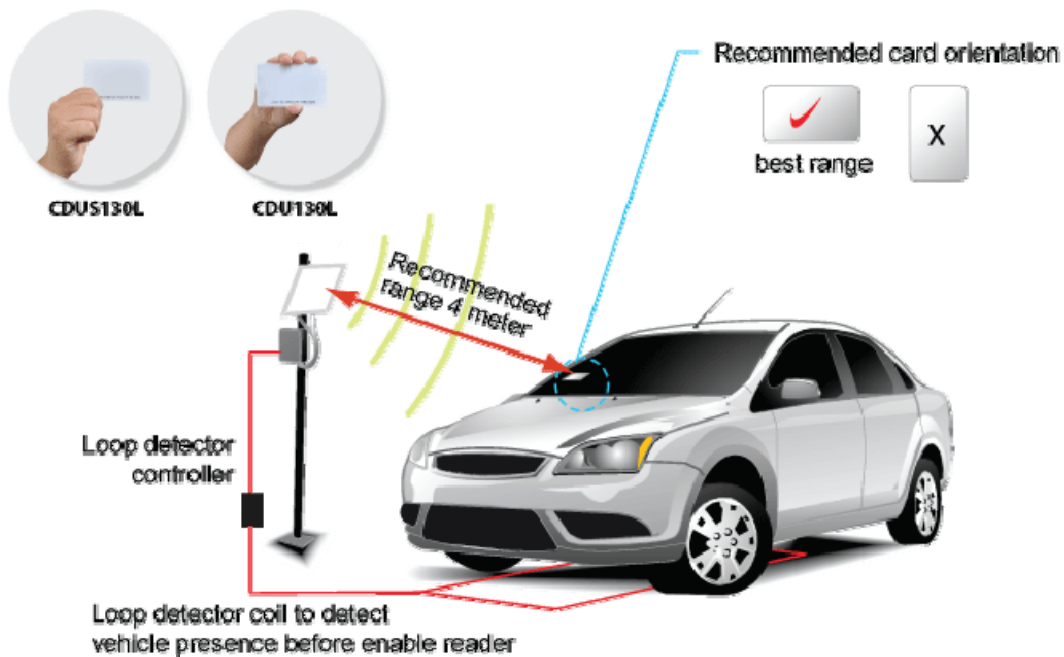 Recommended card orientation
X
best range
CDUS130L
CDU130L
Recommended
range 4 meter
Loop detector
controller
Loop detector coil to detect
vehicle presence before enable reader